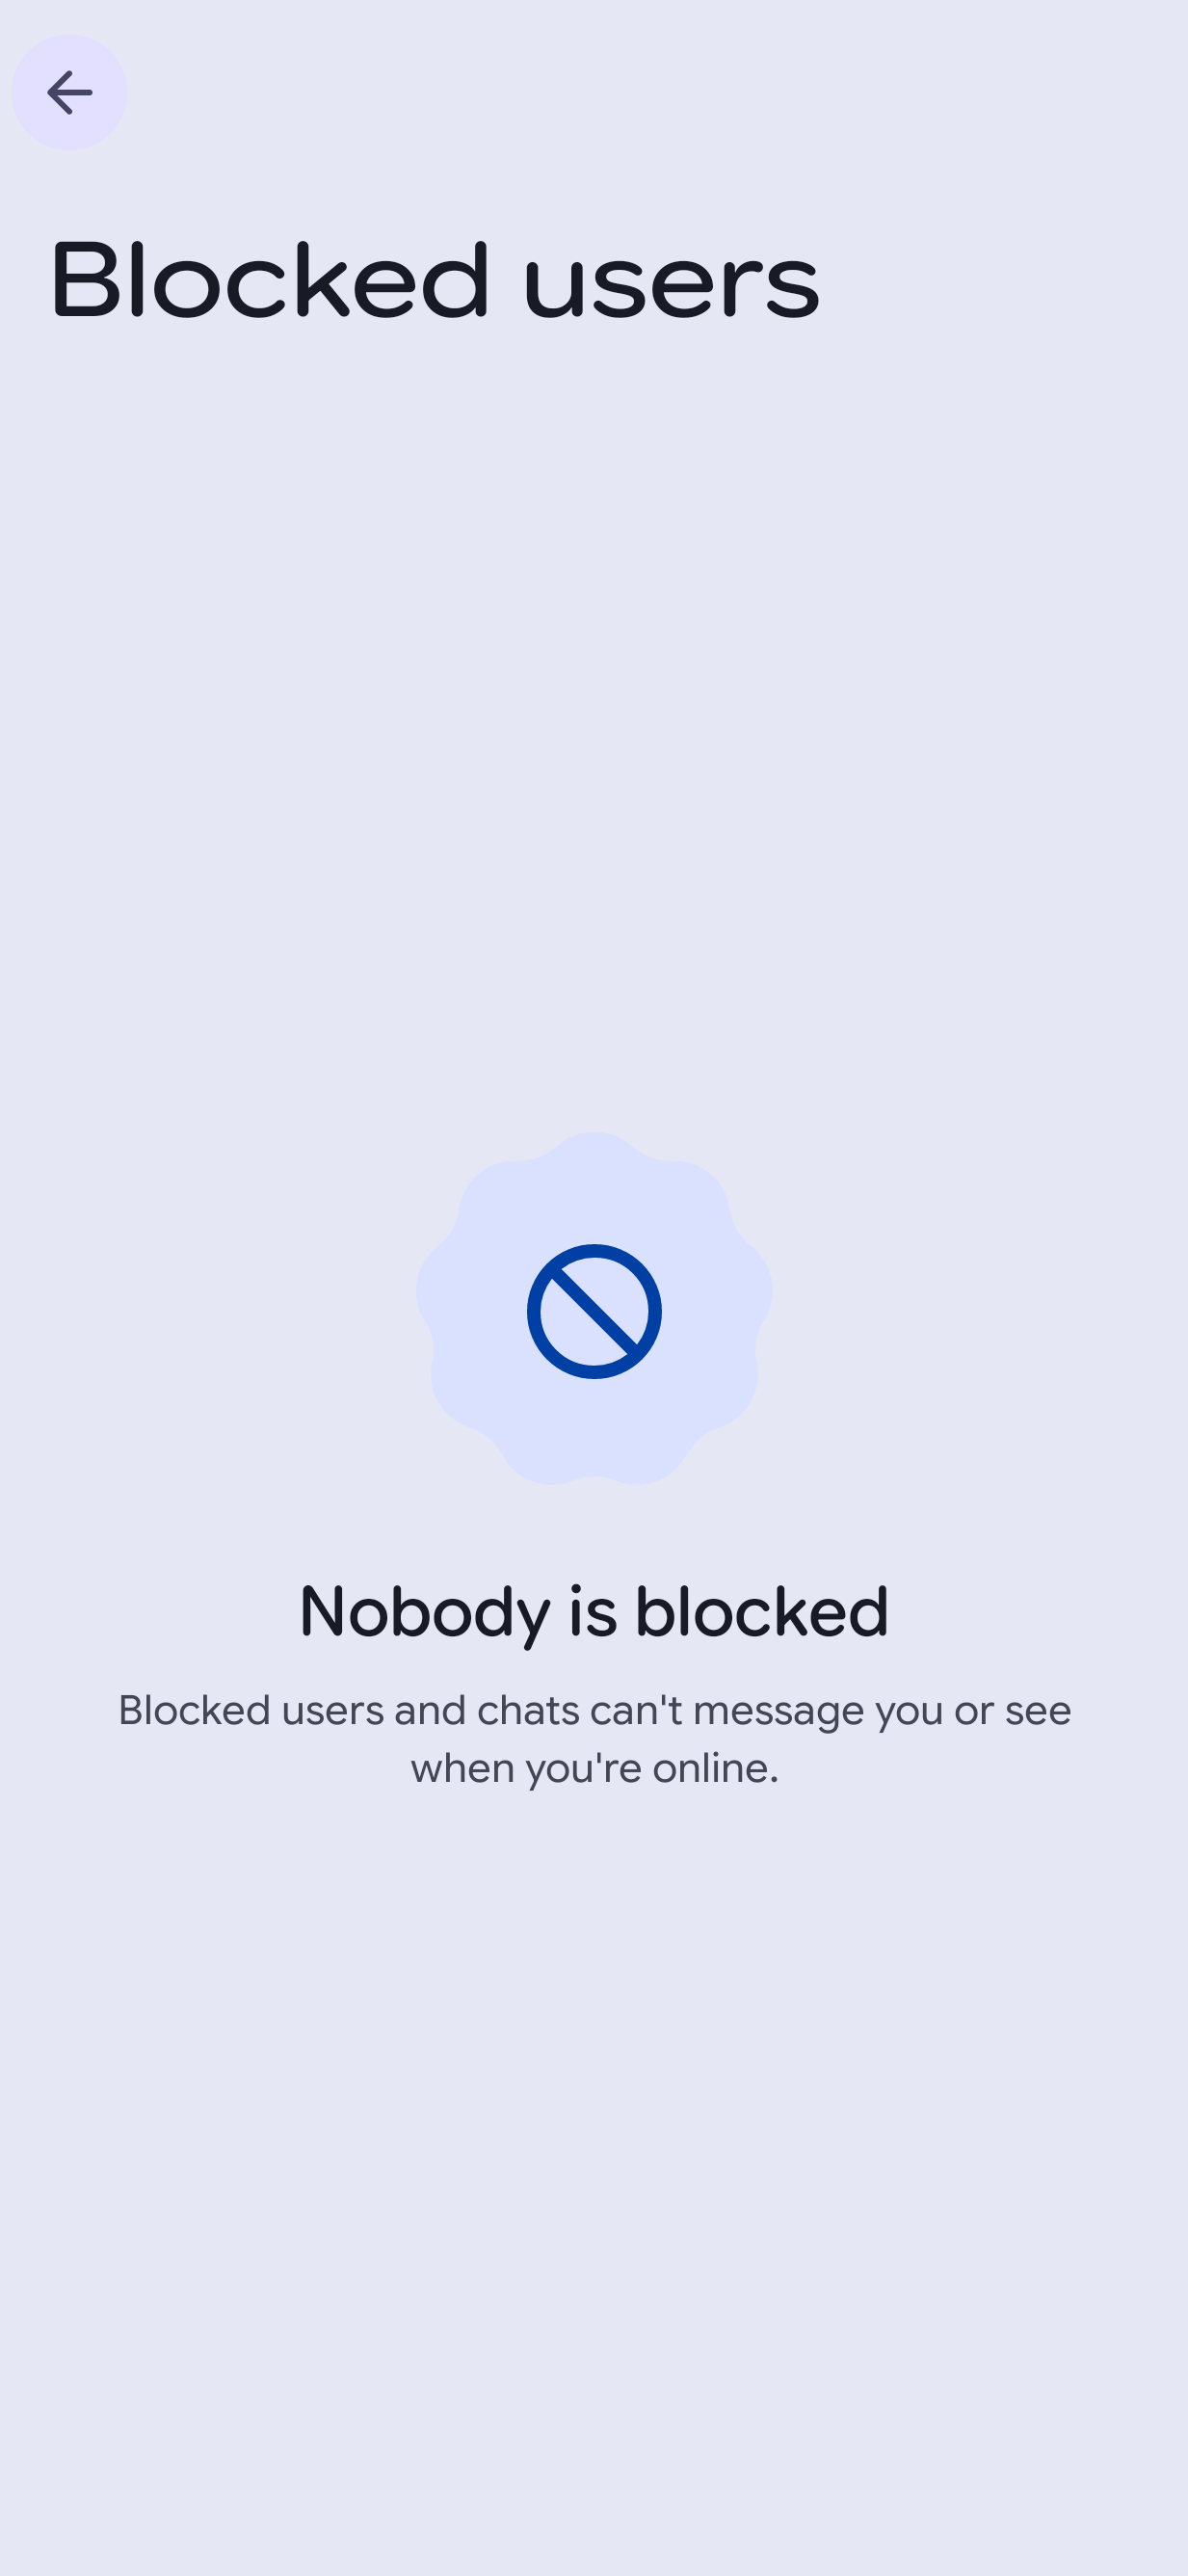 Blocked users
Nobody is blocked
Blocked users and chats can't message you or see
when you're online.